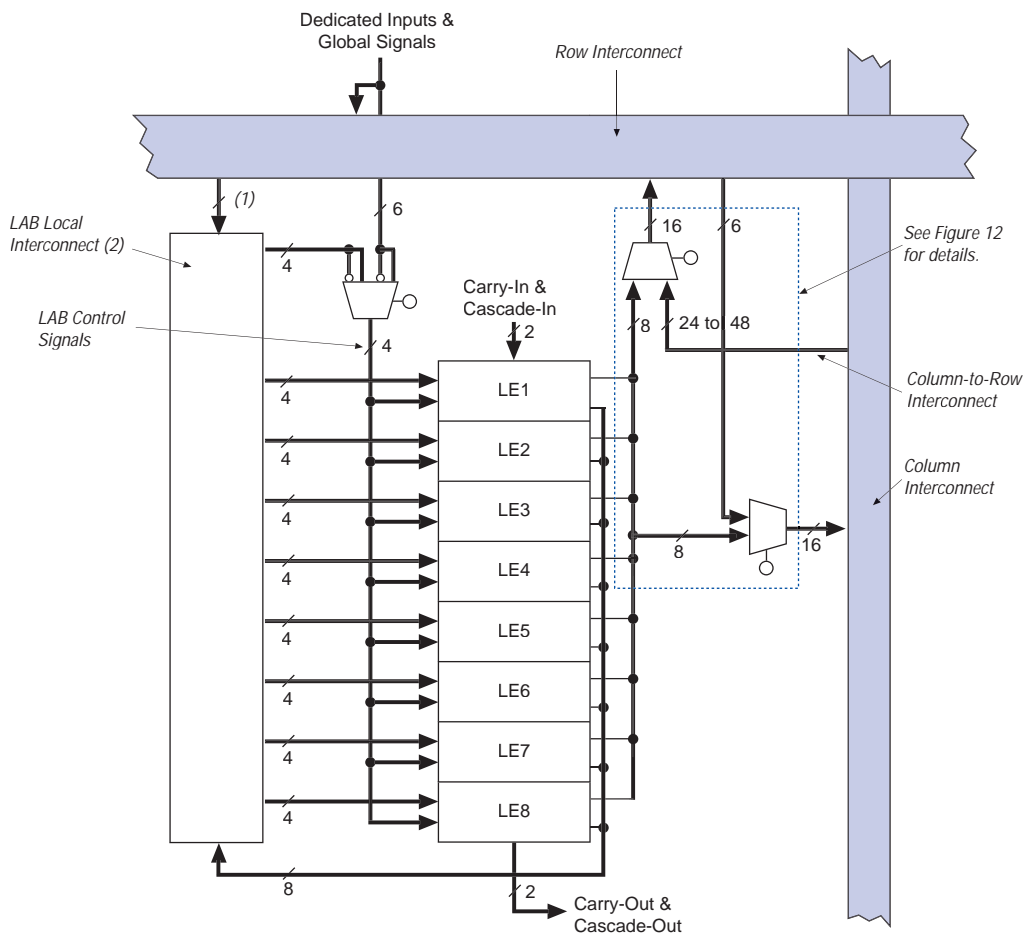 Dedicated Inputs &
Global Signals
Row Interconnect
(1)
6
16
6
LAB Local
Interconnect (2)
See Figure 12
for details.
4
Carry-In &
Cascade-In
LAB Control
Signals
4
2
8
24 to 48
Column-to-Row
Interconnect
4
LE1
4
LE2
Column
Interconnect
4
LE3
8
16
4
LE4
4
LE5
4
LE6
4
LE7
4
LE8
8
2
Carry-Out &
Cascade-Out